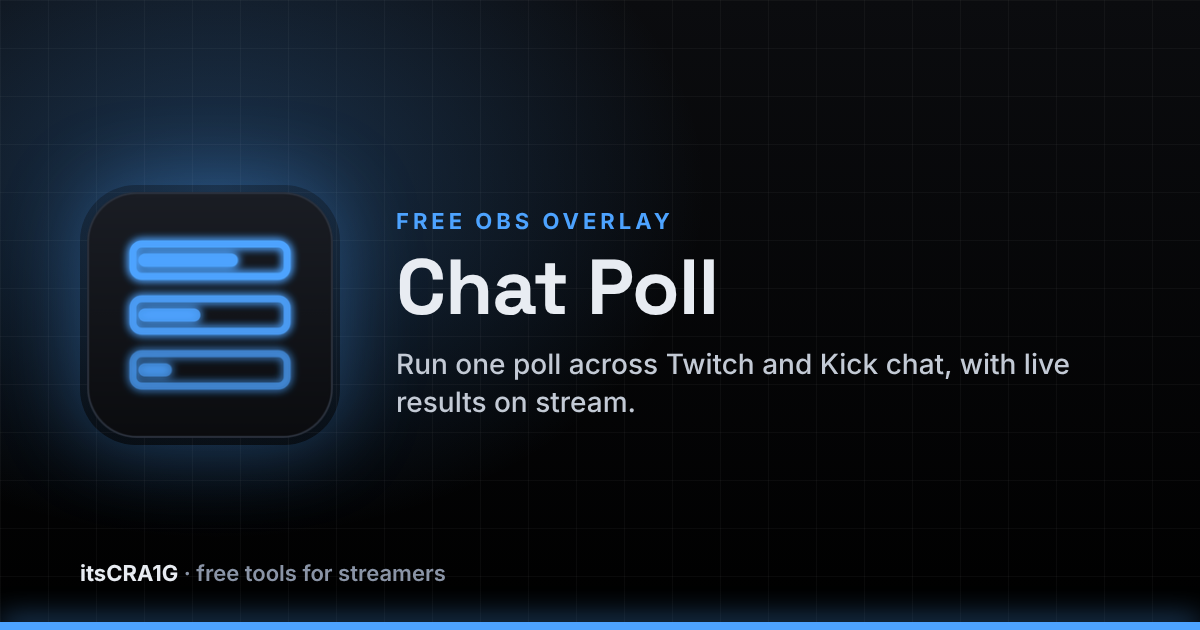 FREE OBS OVERLAY
Chat Poll
Run one poll across Twitch and Kick chat, with live
results on stream.
itsCRA1G · free tools for streamers